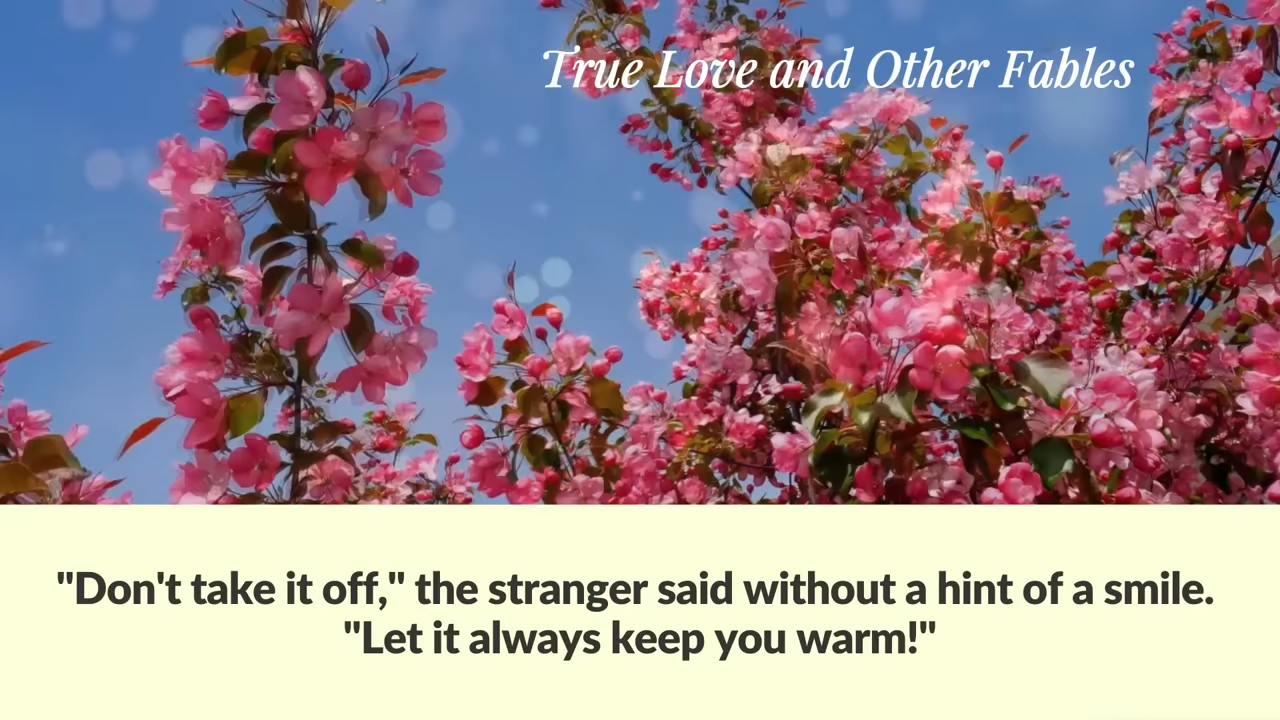 True Love and Other Fables
"Don't take it off," the stranger said without a hint of a smile.
"Let it always keep you warm!"